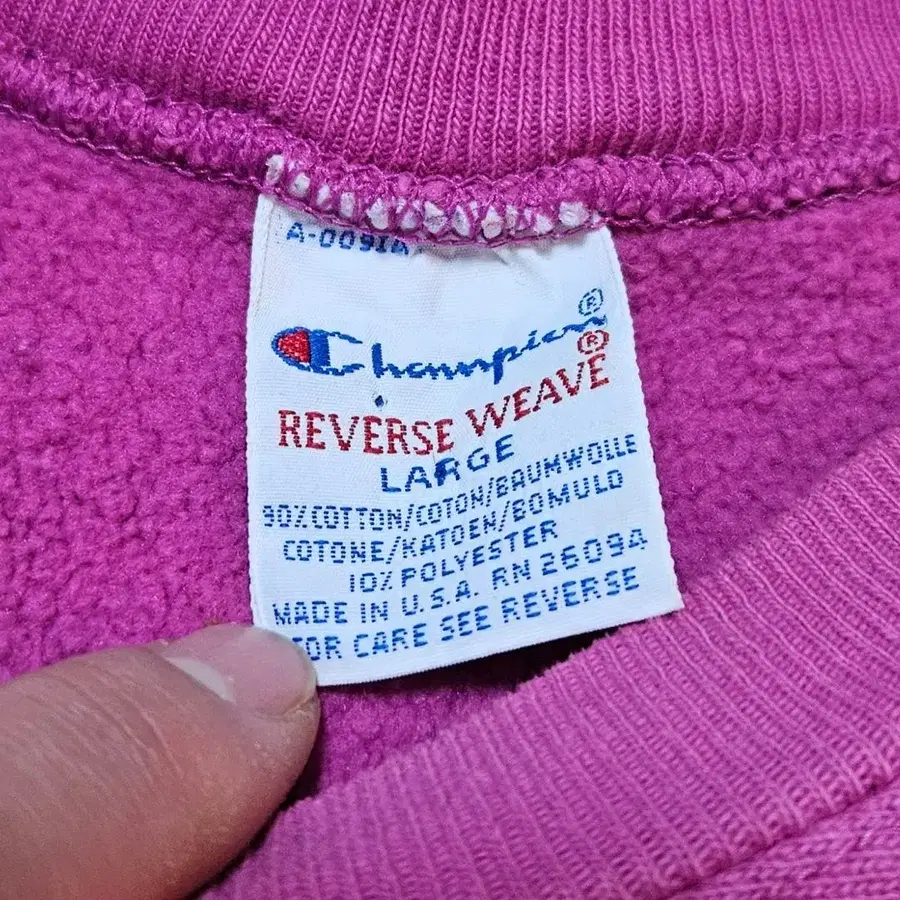 A-009IA
Champion®
REVERSE WEAVE®
LARGE
90% COTTON/COTON/BAUMWOLLE
COTONE/KATOEN/BOMULD
10% POLYESTER
MADE IN U.S.A. RN 26094
FOR CARE SEE REVERSE